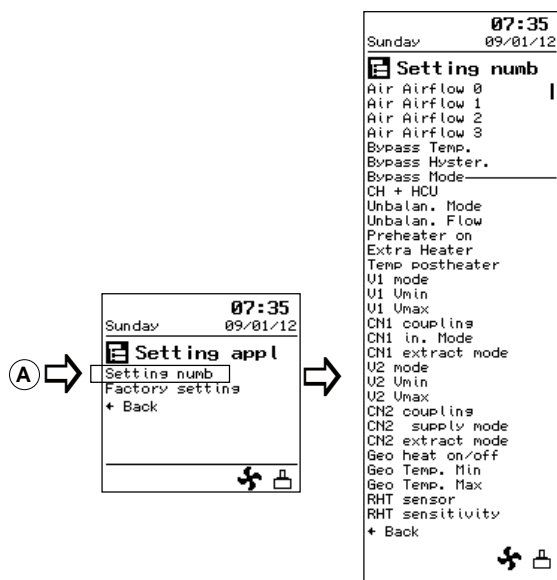 A
07:35
Sunday 09/01/12
Setting appl
Setting numb
Factory setting
← Back
07:35
Sunday 09/01/12
Setting numb
Air Airflow 0
Air Airflow 1
Air Airflow 2
Air Airflow 3
Bypass Temp.
Bypass Hyster.
Bypass Mode
CH + HCU
Unbalan. Mode
Unbalan. Flow
Preheater on
Extra Heater
Temp postheater
V1 mode
V1 Vmin
V1 Vmax
CN1 coupling
CN1 in. Mode
CN1 extract mode
V2 mode
V2 Vmin
V2 Vmax
CN2 coupling
CN2 supply mode
CN2 extract mode
Geo heat on/off
Geo Temp. Min
Geo Temp. Max
RHT sensor
RHT sensitivity
← Back